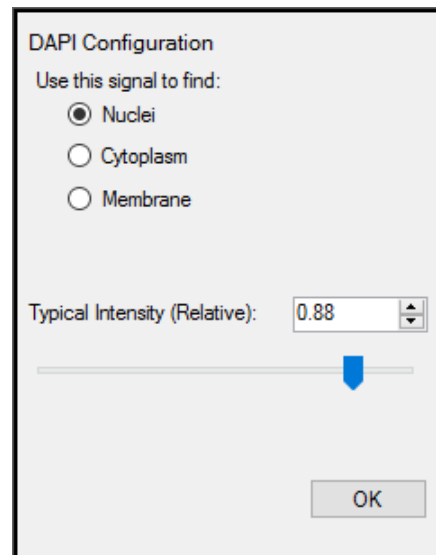 DAPI Configuration
Use this signal to find:
Nuclei
Cytoplasm
Membrane
Typical Intensity (Relative): 0.88
OK